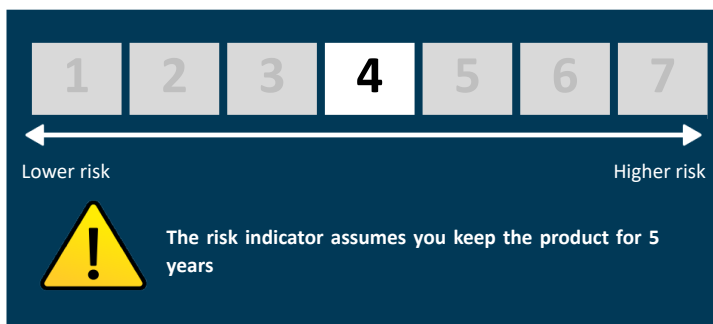 1 2 3 4 5 6 7
Lower risk Higher risk
!
The risk indicator assumes you keep the product for 5
years